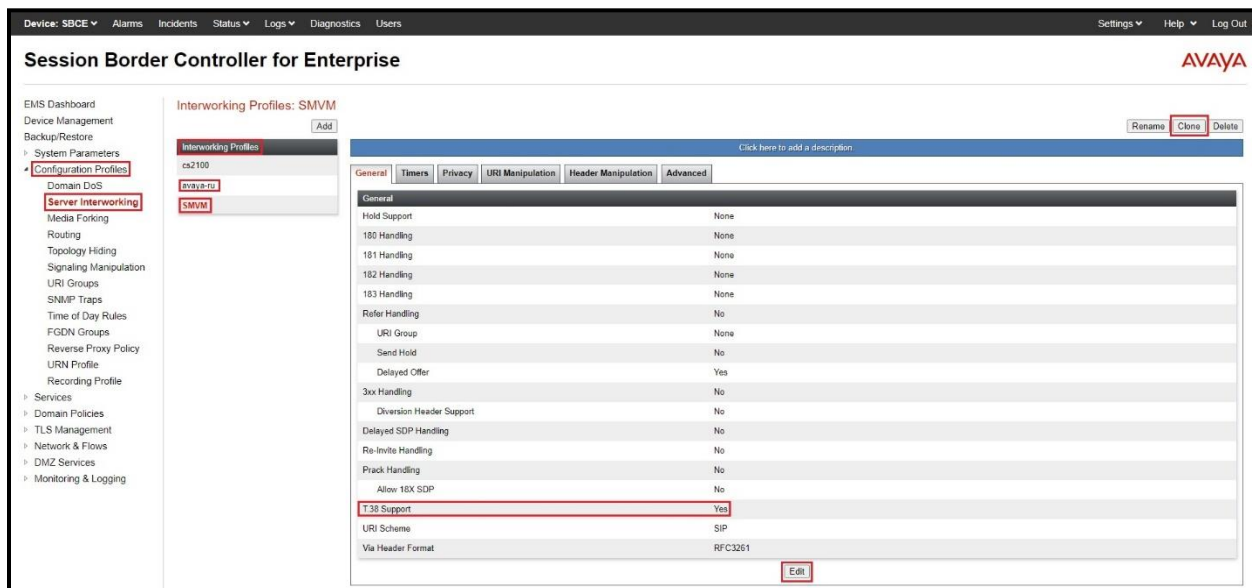 Device: SBCE Alarms Incidents Status Logs Diagnostics Users Settings Help Log Out
Session Border Controller for Enterprise
AVAYA
EMS Dashboard
Device Management
Backup/Restore
System Parameters
Configuration Profiles
Domain DoS
Server Interworking
Media Forking
Routing
Topology Hiding
Signaling Manipulation
URI Groups
SNMP Traps
Time of Day Rules
FGDN Groups
Reverse Proxy Policy
URN Profile
Recording Profile
Services
Domain Policies
TLS Management
Network & Flows
DMZ Services
Monitoring & Logging
Interworking Profiles: SMVM
Add
Rename Clone Delete
Interworking Profiles
cs2100
avaya-ru
SMVM
Click here to add a description
General Timers Privacy URI Manipulation Header Manipulation Advanced
General
Hold Support None
180 Handling None
181 Handling None
182 Handling None
183 Handling None
Refer Handling No
URI Group None
Send Hold No
Delayed Offer Yes
3xx Handling No
Diversion Header Support No
Delayed SDP Handling No
Re-Invite Handling No
Prack Handling No
Allow 18X SDP No
T.38 Support Yes
URI Scheme SIP
Via Header Format RFC3261
Edit